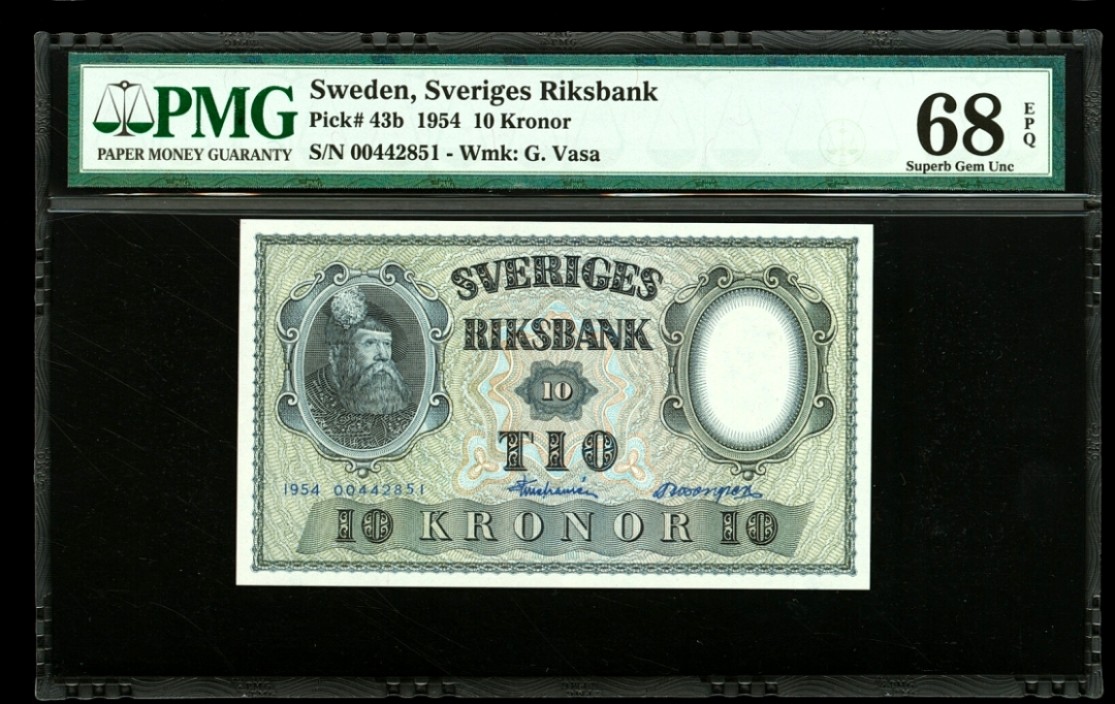 PMG
PAPER MONEY GUARANTY
Sweden, Sveriges Riksbank
Pick# 43b 1954 10 Kronor
S/N 00442851 - Wmk: G. Vasa
68
EPQ
Superb Gem Unc
SVERIGES
RIKSBANK
10
TIO
1954 00442851
10 KRONOR 10